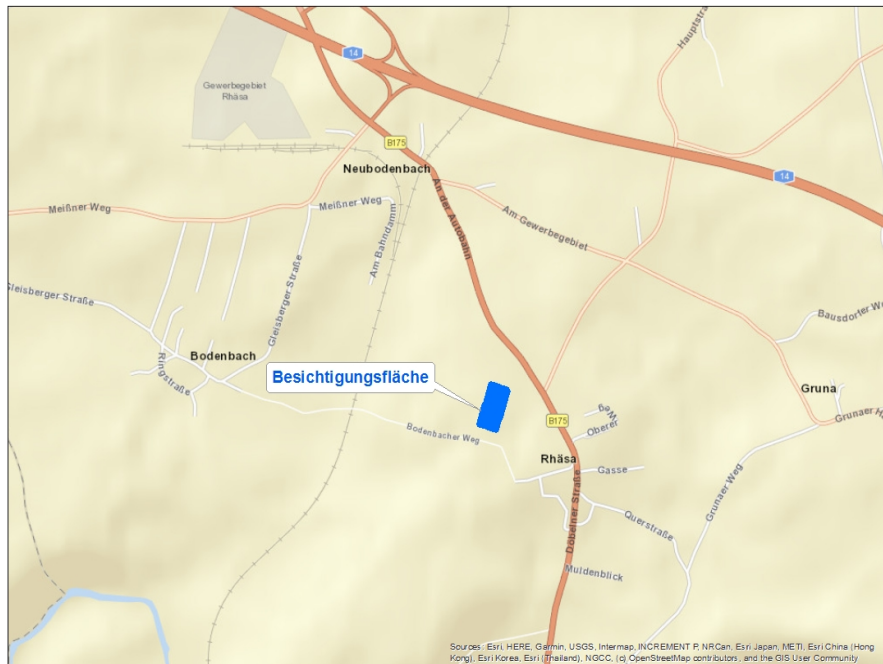 14
Hauptstraß
Gewerbegebiet
Rhäsa
B175
Neubodenbach
14
Meißner Weg
Meißner Weg
An der Autobahn
Am Gewerbegebiet
Am Bahndamm
Gleisberger Straße
Gleisberger Straße
Bausdorfer W
Bodenbach
Ringstraße
Besichtigungsfläche
Gruna
Grunaer H
B175
Oberer
Weg
Bodenbacher Weg
Rhäsa
Gasse
Grunaer Weg
Döbelner Straße
Querstraße
Muldenblick
Sources: Esri, HERE, Garmin, USGS, Intermap, INCREMENT P, NRCan, Esri Japan, METI, Esri China (Hong
Kong), Esri Korea, Esri (Thailand), NGCC, (c) OpenStreetMap contributors, and the GIS User Community